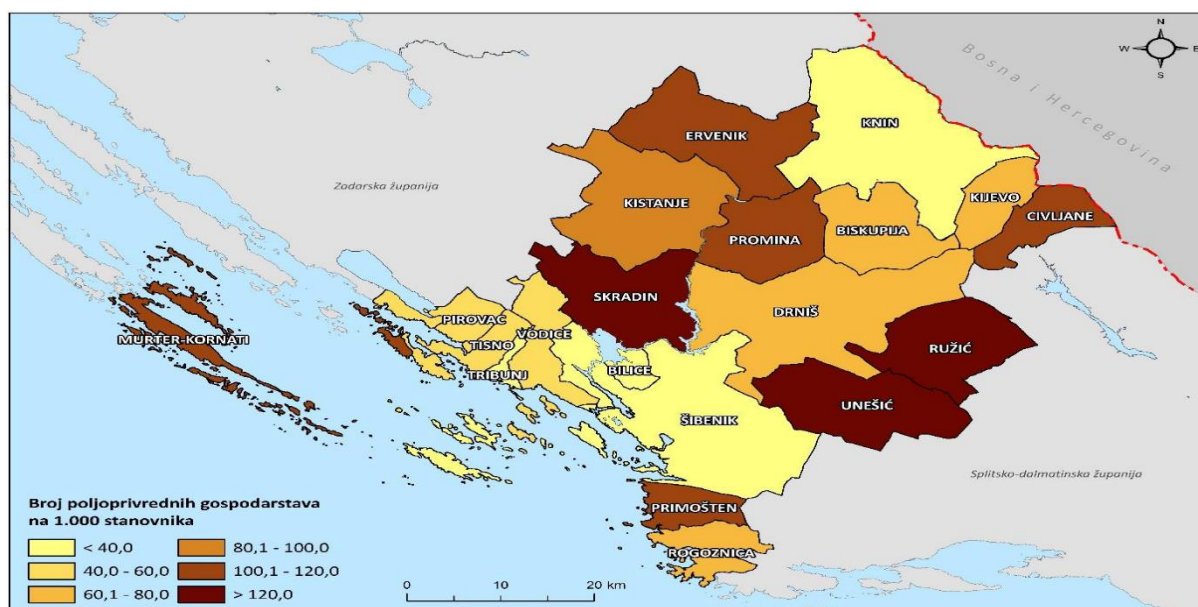 N
W E
S
Bosna i Hercegovina
KNIN
ERVENIK
Zadarska županija
KISTANJE
KIJEVO
CIVLJANE
BISKUPIJA
PROMINA
SKRADIN
DRNIŠ
PIROVAC
VODICE
MURTER-KORNATI
TISNO
RUŽIĆ
BILICE
TRIBUNJ
UNEŠIĆ
ŠIBENIK
Splitsko-dalmatinska županija
PRIMOŠTEN
ROGOZNICA
Broj poljoprivrednih gospodarstava
na 1.000 stanovnika
< 40,0 80,1 - 100,0
40,0 - 60,0 100,1 - 120,0
60,1 - 80,0 > 120,0
0 10 20 km